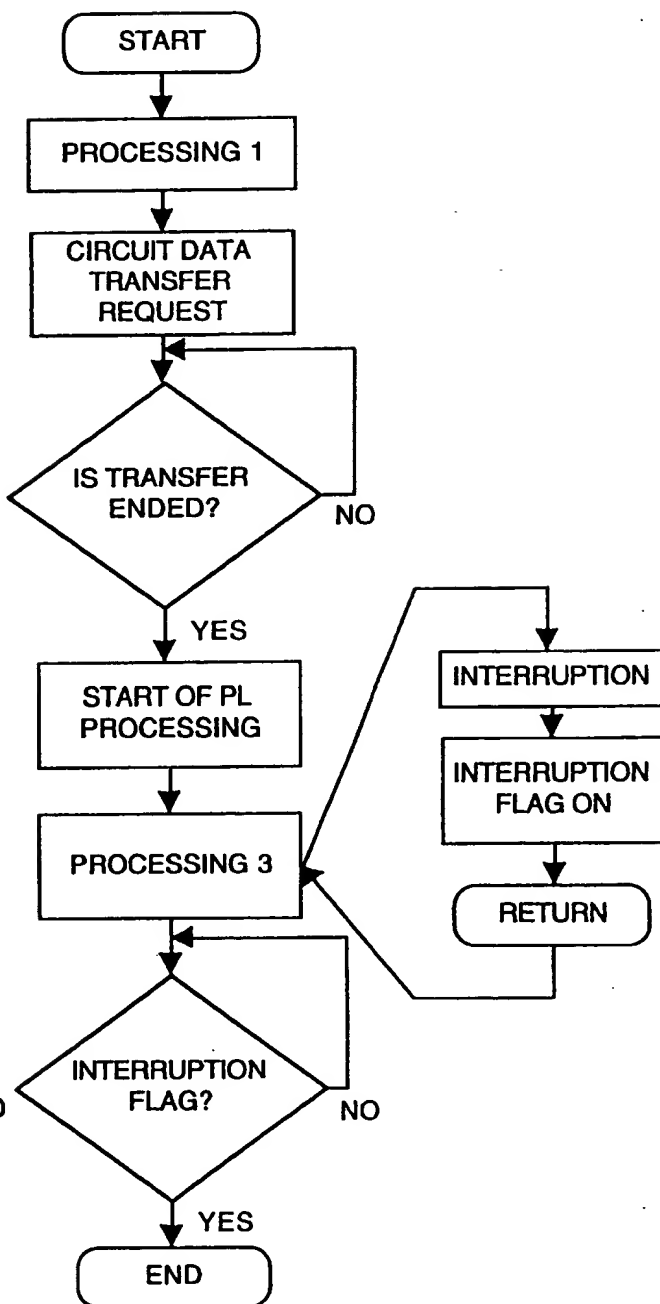 START
PROCESSING 1
CIRCUIT DATA
TRANSFER
REQUEST
IS TRANSFER
ENDED?
NO
YES
START OF PL
PROCESSING
PROCESSING 3
INTERRUPTION
INTERRUPTION
FLAG ON
RETURN
INTERRUPTION
FLAG?
NO
YES
END